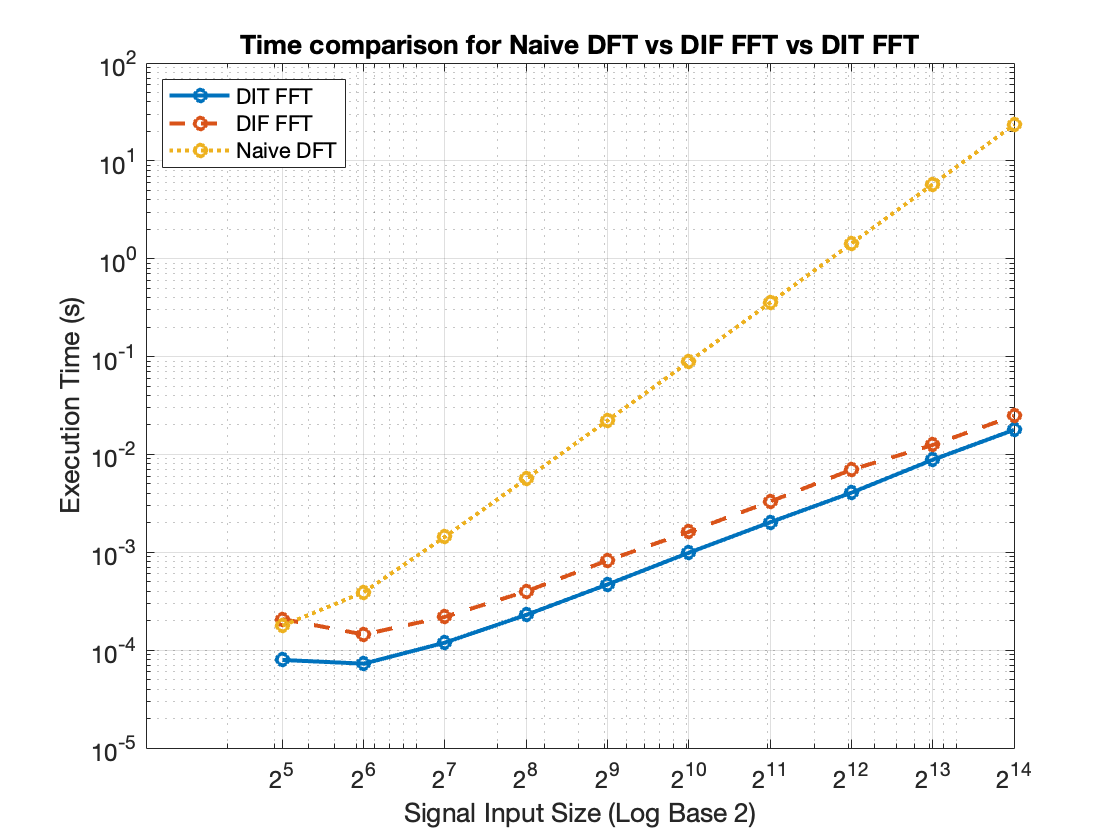 Time comparison for Naive DFT vs DIF FFT vs DIT FFT
DIT FFT
DIF FFT
Naive DFT
10^2
10^1
10^0
10^-1
10^-2
10^-3
10^-4
10^-5
Execution Time (s)
2^5 2^6 2^7 2^8 2^9 2^10 2^11 2^12 2^13 2^14
Signal Input Size (Log Base 2)